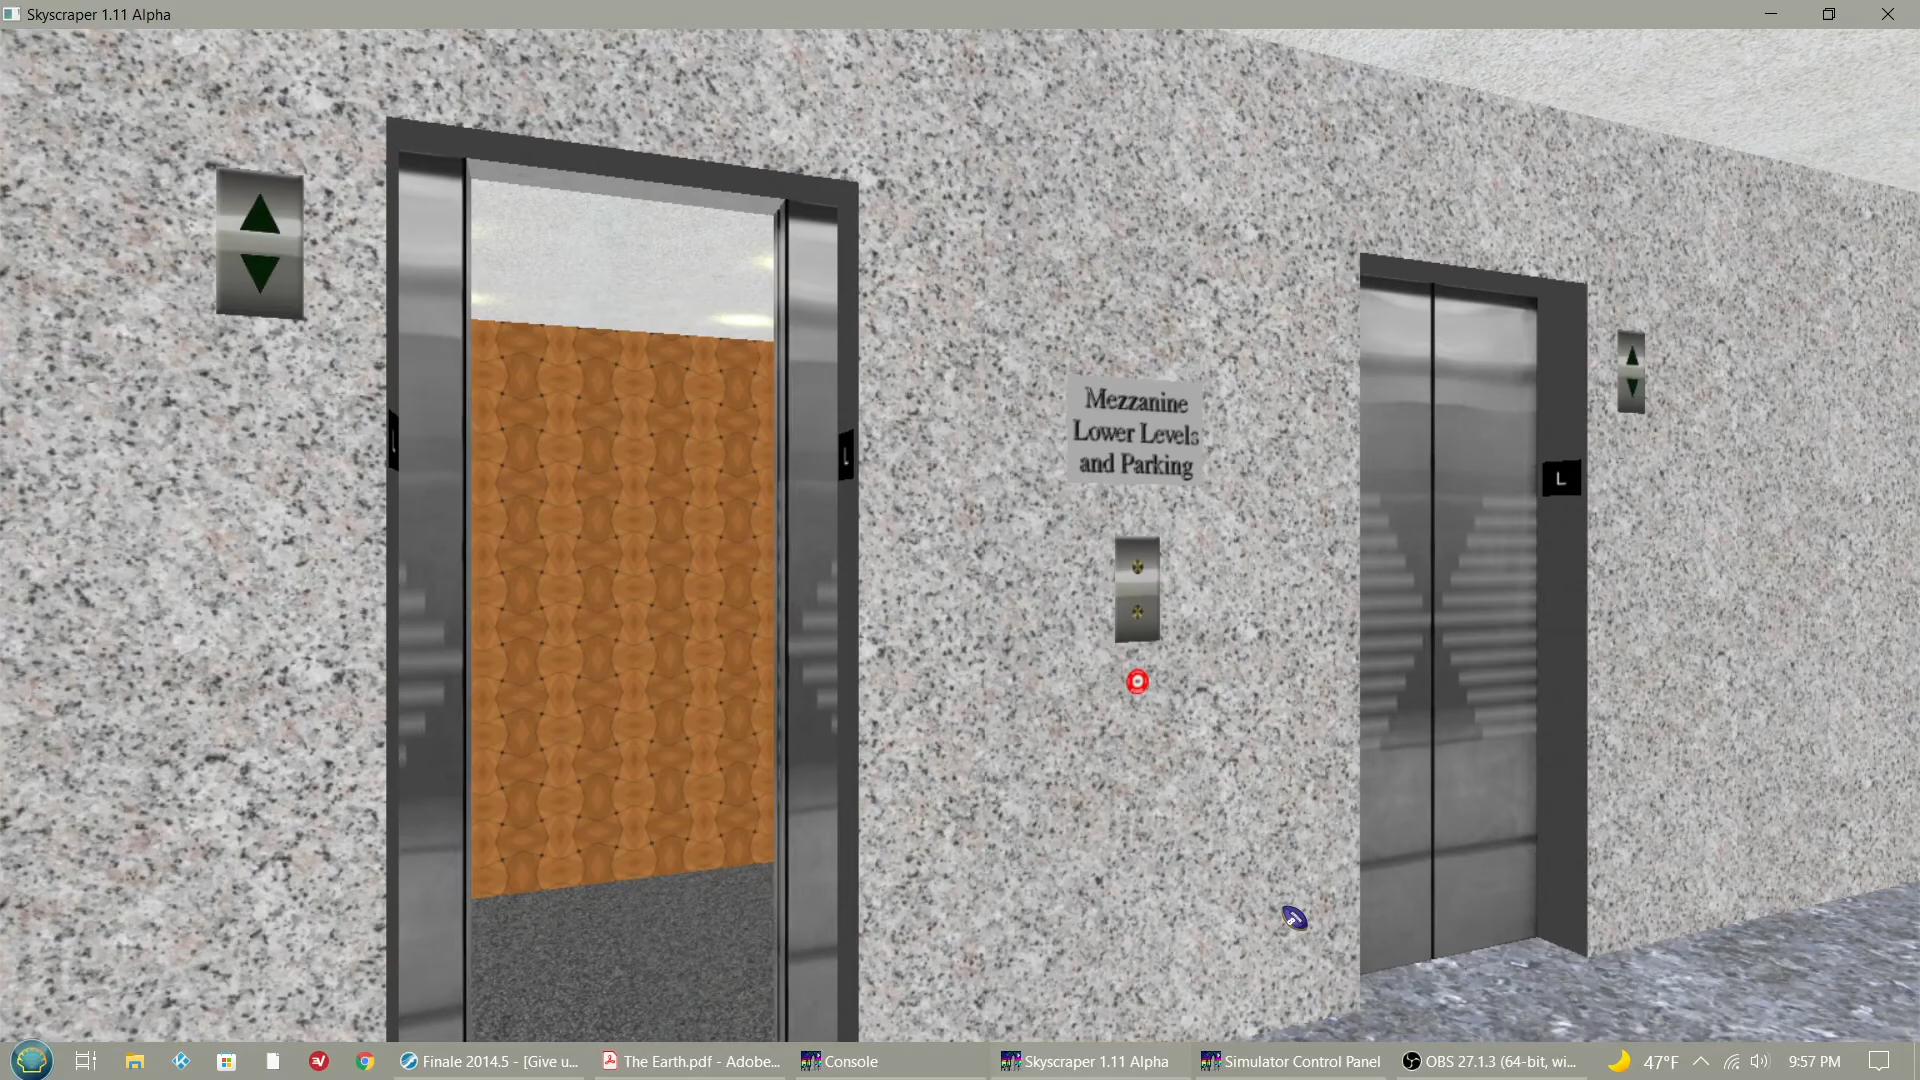 Skyscraper 1.11 Alpha
Mezzanine
Lower Levels
and Parking
L
L
L
Finale 2014.5 - [Give u...
The Earth.pdf - Adobe...
Console
Skyscraper 1.11 Alpha
Simulator Control Panel
OBS 27.1.3 (64-bit, wi...
47°F
9:57 PM